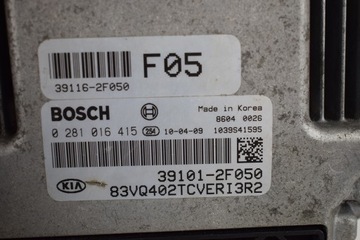 39116-2F050
F05
BOSCH
Made in Korea
8604 0026
0 281 016 415 254 10-04-09 1039S41595
39101-2F050
KIA
83VQ402TCVERI3R2